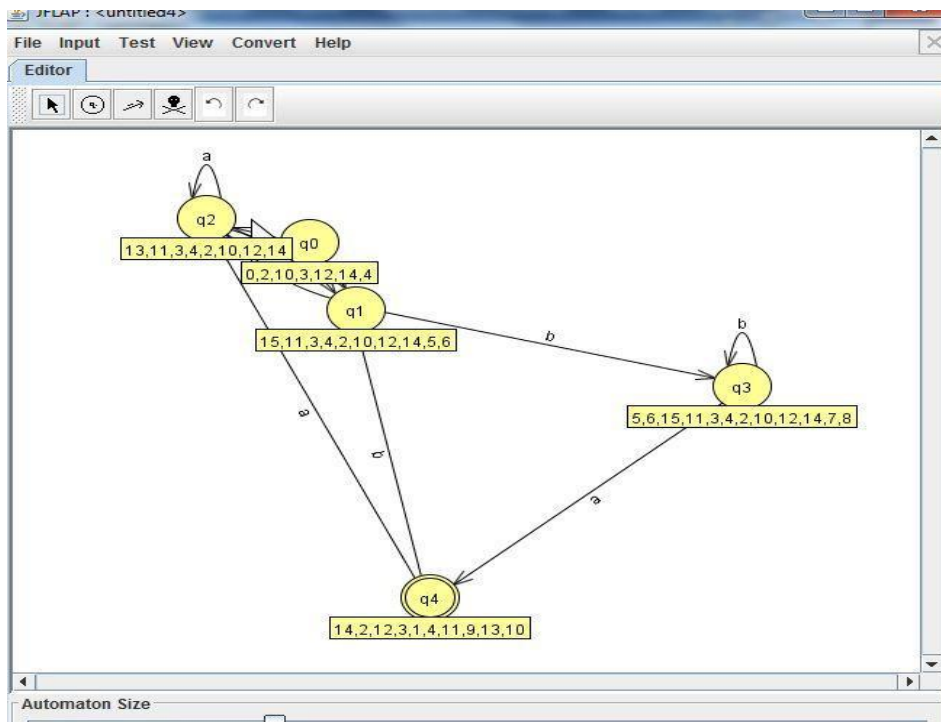 JFLAP : <untitled4>
File Input Test View Convert Help
Editor
a
q2
13,11,3,4,2,10,12,14
q0
0,2,10,3,12,14,4
q1
15,11,3,4,2,10,12,14,5,6
b
b
q3
5,6,15,11,3,4,2,10,12,14,7,8
a
b
a
q4
14,2,12,3,1,4,11,9,13,10
Automaton Size